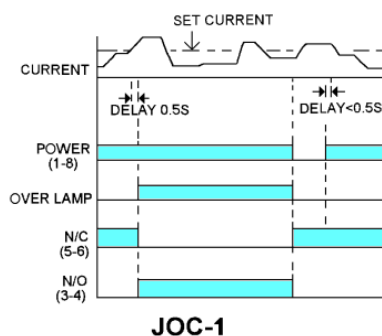 SET CURRENT
CURRENT
DELAY 0.5S
DELAY<0.5S
POWER
(1-8)
OVER LAMP
N/C
(5-6)
N/O
(3-4)
JOC-1